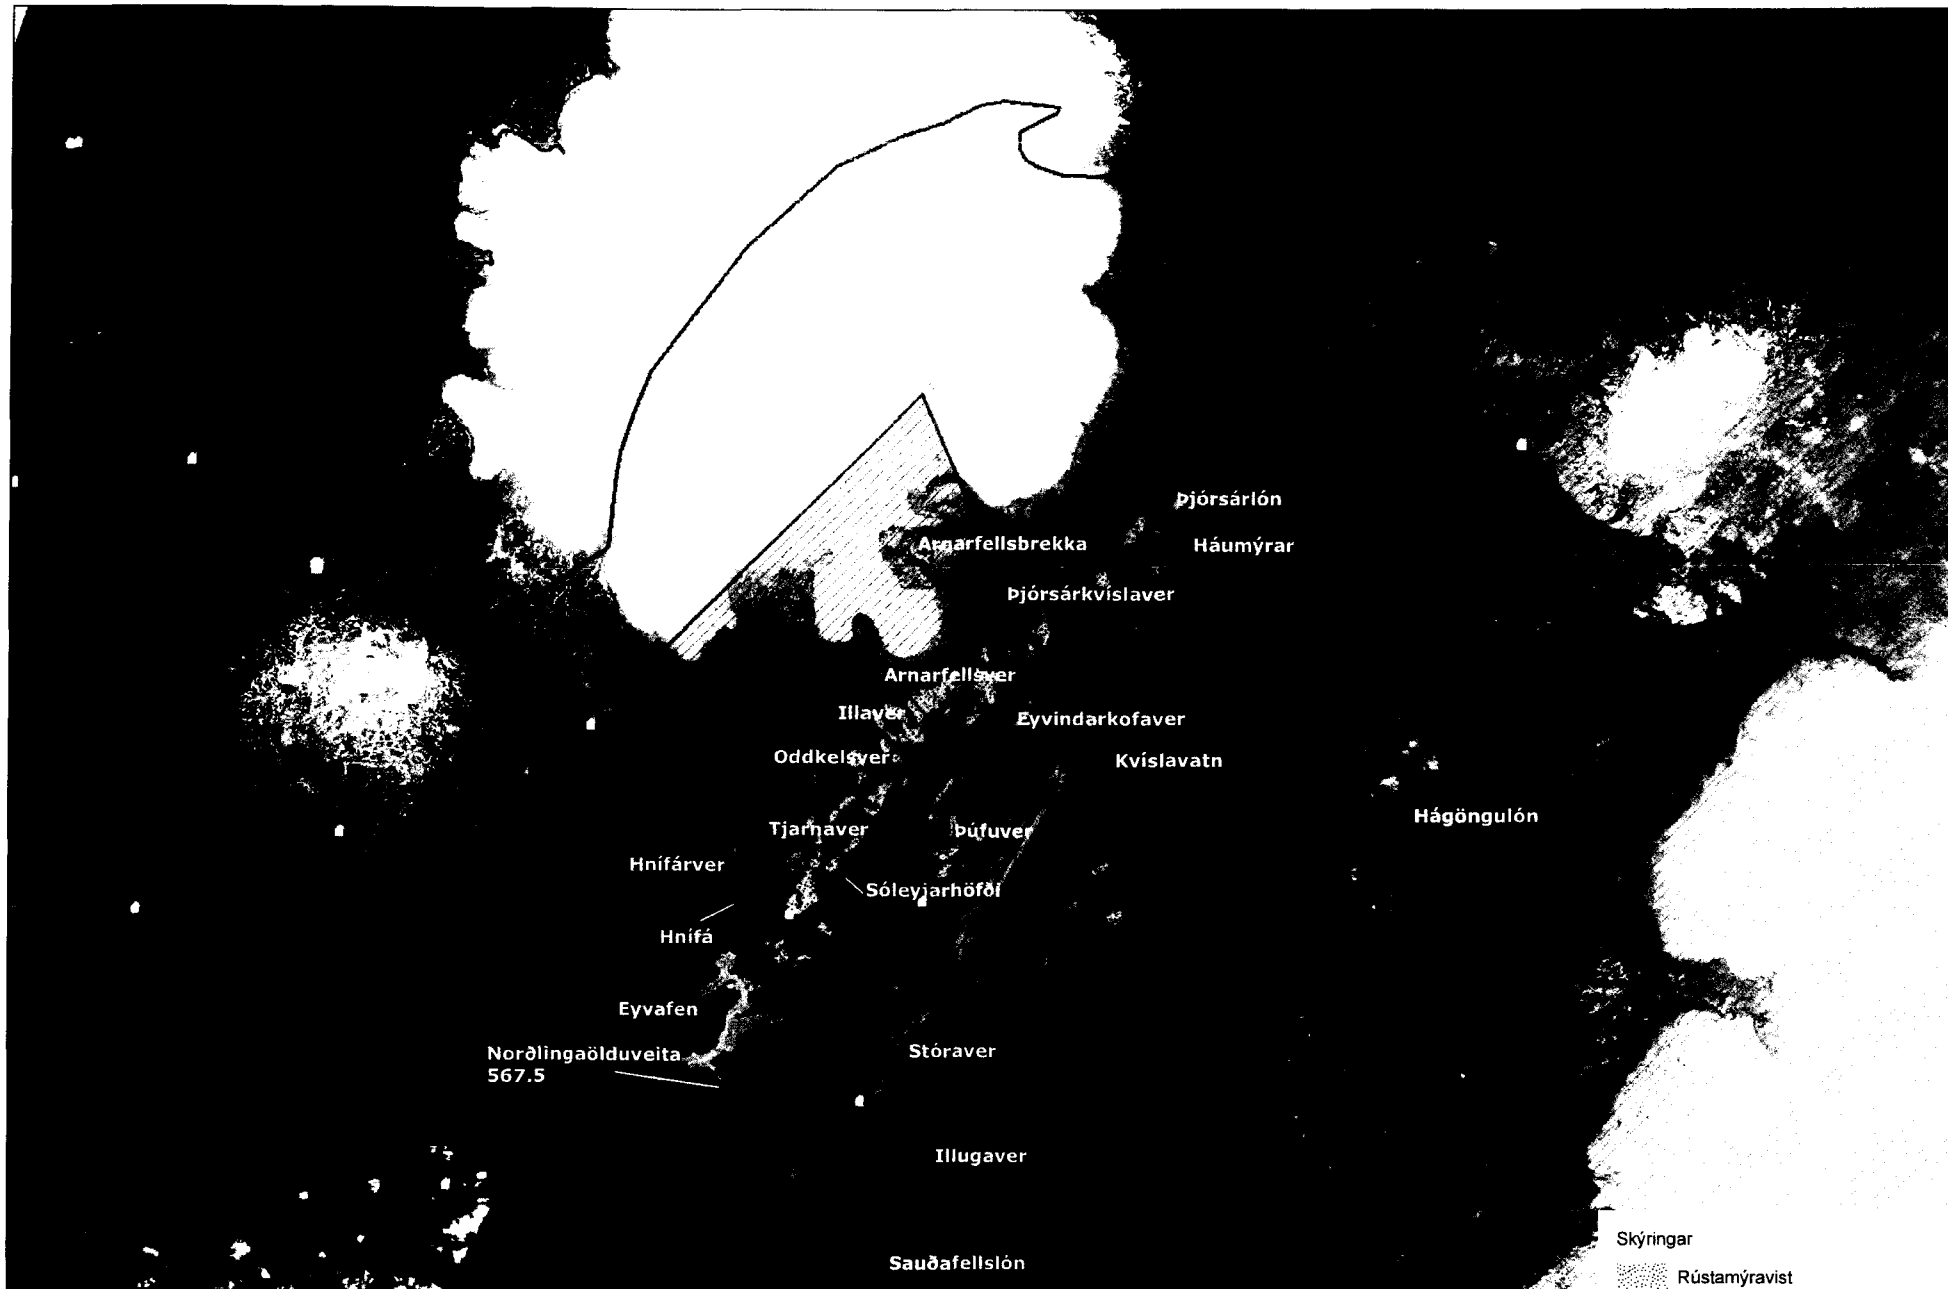 Þjórsárlón
Arnarfellsbrekka
Háumýrar
Þjórsárkvíslaver
Arnarfellsver
Illaver
Eyvindarkofaver
Oddkelsver
Kvíslavatn
Hágöngulón
Tjarnaver
Þúfuver
Hnífárver
Sóleyjarhöfði
Hnífá
Eyvafen
Norðlingaölduveita
567.5
Stóraver
Illugaver
Sauðafellslón
Skýringar
Rústamýravist